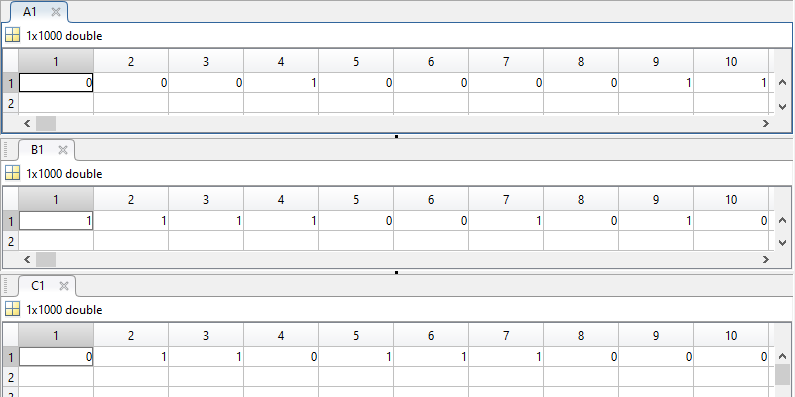 A1
1x1000 double
1 2 3 4 5 6 7 8 9 10
1 0 0 0 1 0 0 0 0 1 1
2
B1
1x1000 double
1 2 3 4 5 6 7 8 9 10
1 1 1 1 1 0 0 1 0 1 0
2
C1
1x1000 double
1 2 3 4 5 6 7 8 9 10
1 0 1 1 0 1 1 1 0 0 0
2